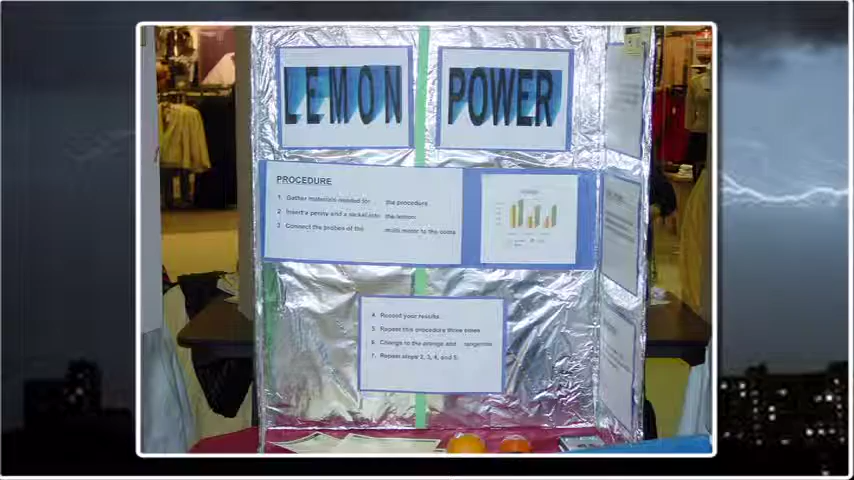 LEMON POWER
PROCEDURE
1. Gather materials needed for the procedure.
2. Insert a penny and a nickel into the lemon.
3. Connect the probes of the multi meter to the coins
4. Record your results.
5. Repeat this procedure three times
6. Change to the orange and tangerine
7. Repeat steps 2, 3, 4, and 5.